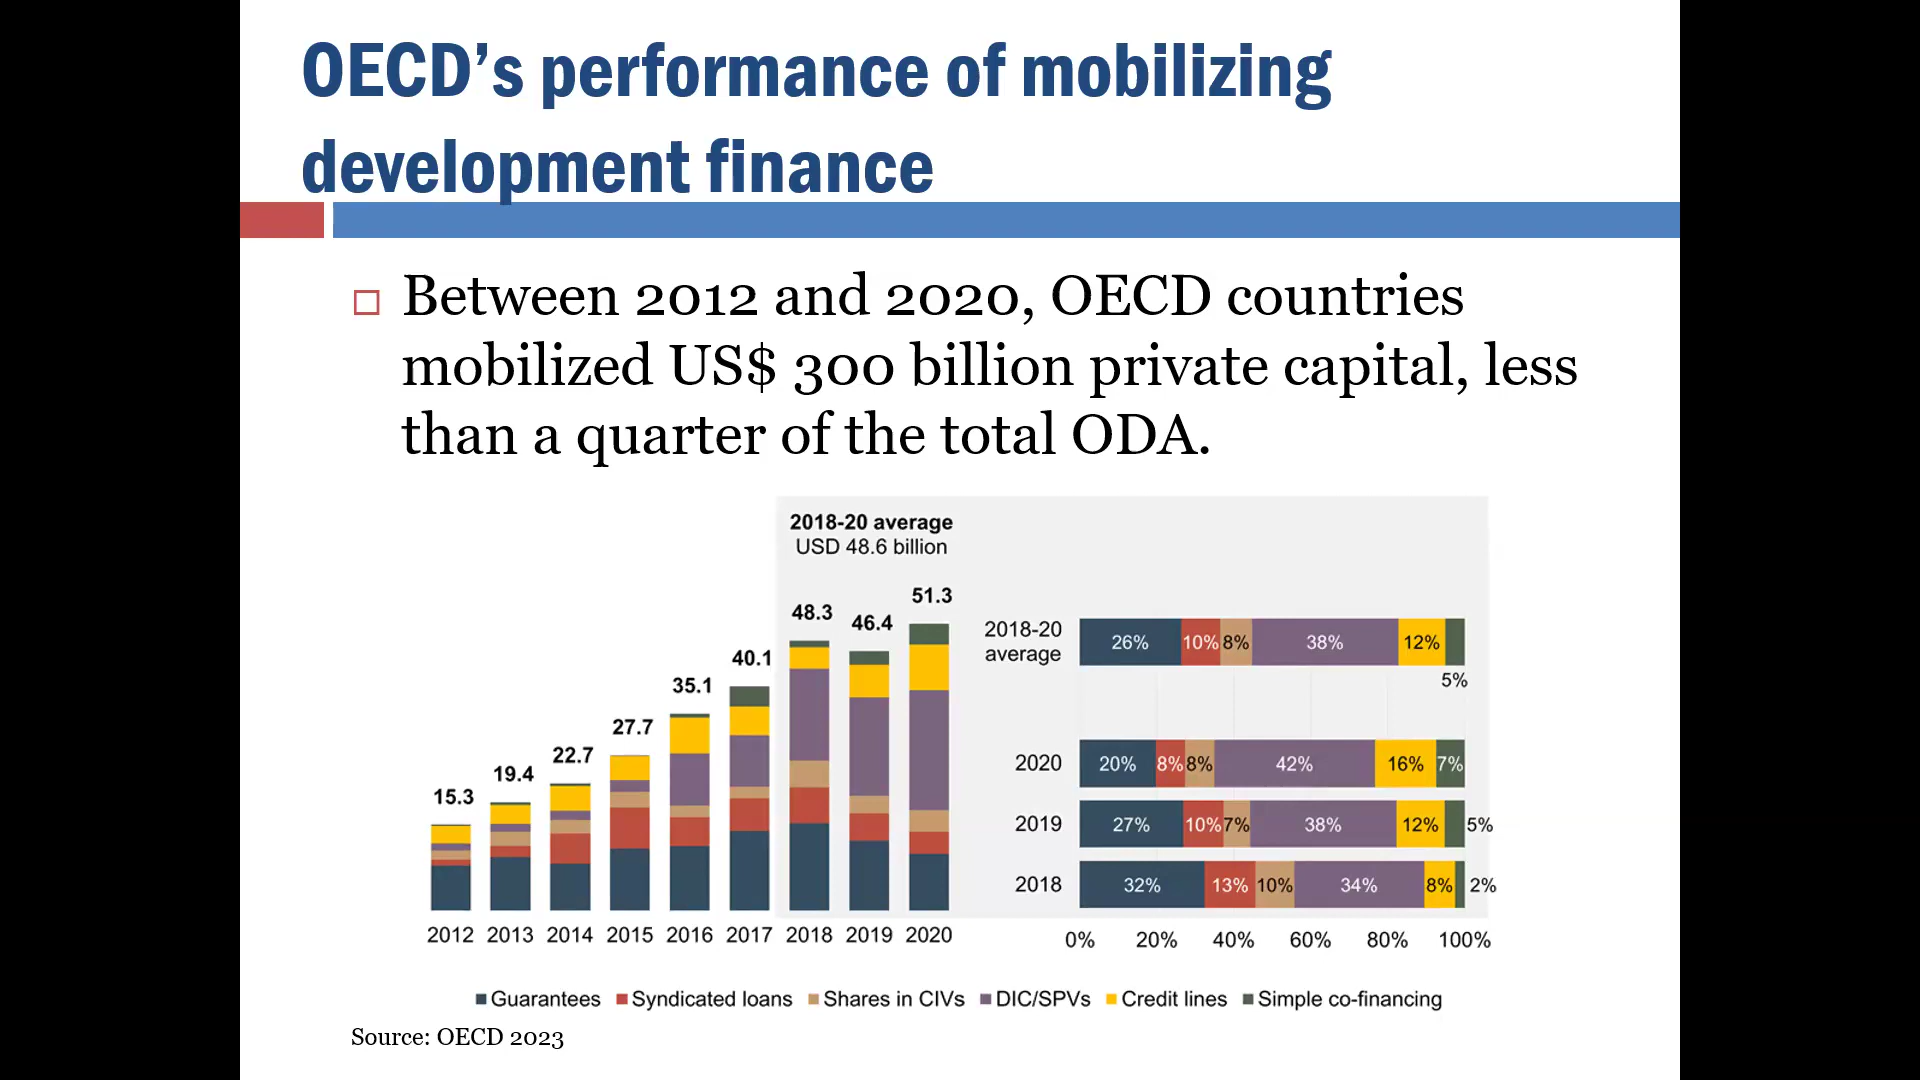 OECD’s performance of mobilizing
development finance
Between 2012 and 2020, OECD countries
mobilized US$ 300 billion private capital, less
than a quarter of the total ODA.
2018-20 average
USD 48.6 billion
15.3
19.4
22.7
27.7
35.1
40.1
48.3
46.4
51.3
2012 2013 2014 2015 2016 2017 2018 2019 2020
2018-20
average
26% 10% 8% 38% 12%
5%
2020 20% 8% 8% 42% 16% 7%
2019 27% 10% 7% 38% 12% 5%
2018 32% 13% 10% 34% 8% 2%
0% 20% 40% 60% 80% 100%
Guarantees Syndicated loans Shares in CIVs DIC/SPVs Credit lines Simple co-financing
Source: OECD 2023